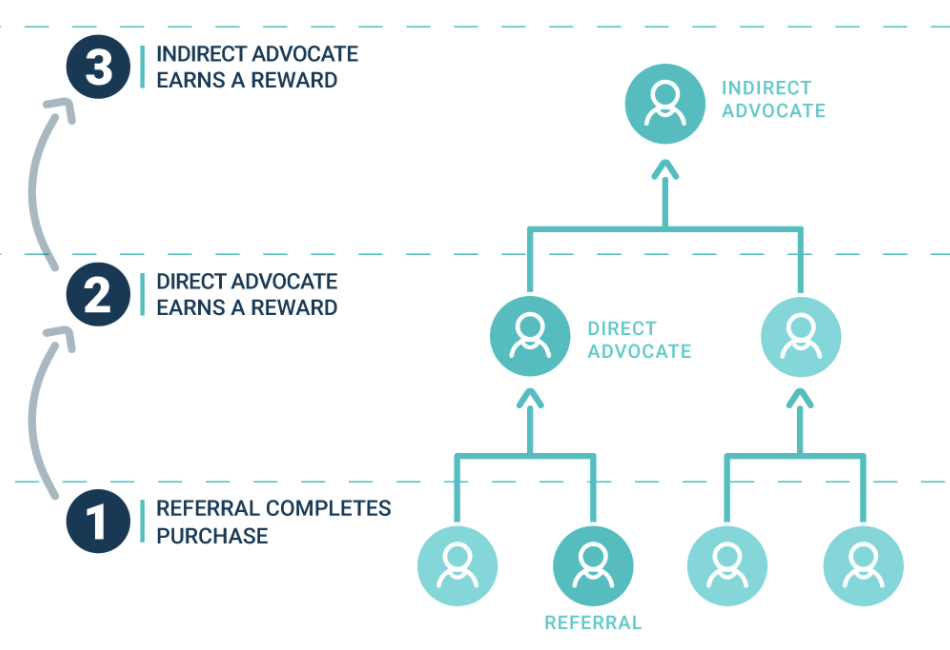 3
INDIRECT ADVOCATE
EARNS A REWARD
INDIRECT
ADVOCATE
2
DIRECT ADVOCATE
EARNS A REWARD
DIRECT
ADVOCATE
1
REFERRAL COMPLETES
PURCHASE
REFERRAL